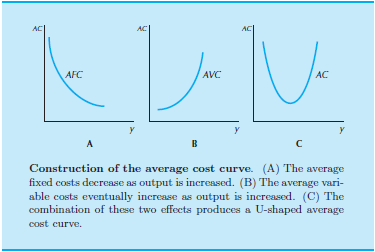 AC AC AC
AFC AVC AC
y y y
A B C
Construction of the average cost curve. (A) The average
fixed costs decrease as output is increased. (B) The average vari-
able costs eventually increase as output is increased. (C) The
combination of these two effects produces a U-shaped average
cost curve.